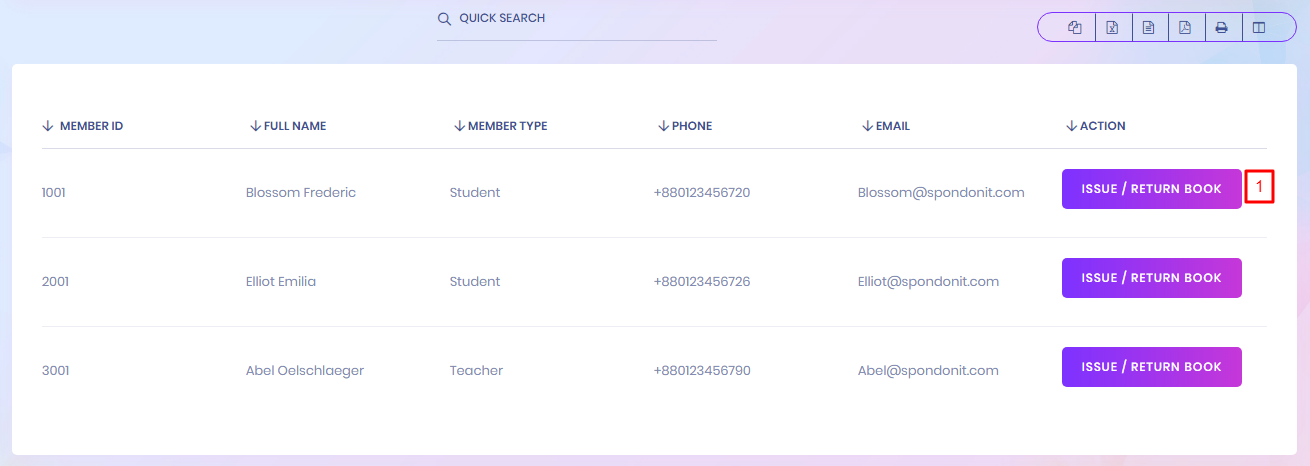 QUICK SEARCH
MEMBER ID FULL NAME MEMBER TYPE PHONE EMAIL ACTION
1001 Blossom Frederic Student +880123456720 Blossom@spondonit.com ISSUE / RETURN BOOK 1
2001 Elliot Emilia Student +880123456726 Elliot@spondonit.com ISSUE / RETURN BOOK
3001 Abel Oelschlaeger Teacher +880123456790 Abel@spondonit.com ISSUE / RETURN BOOK